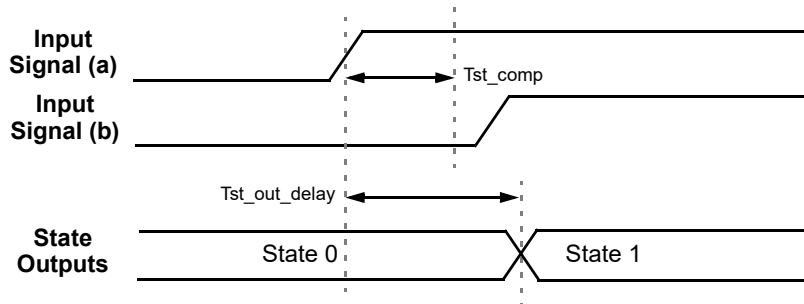 Input
Signal (a)
Tst_comp
Input
Signal (b)
Tst_out_delay
State
Outputs
State 0
State 1